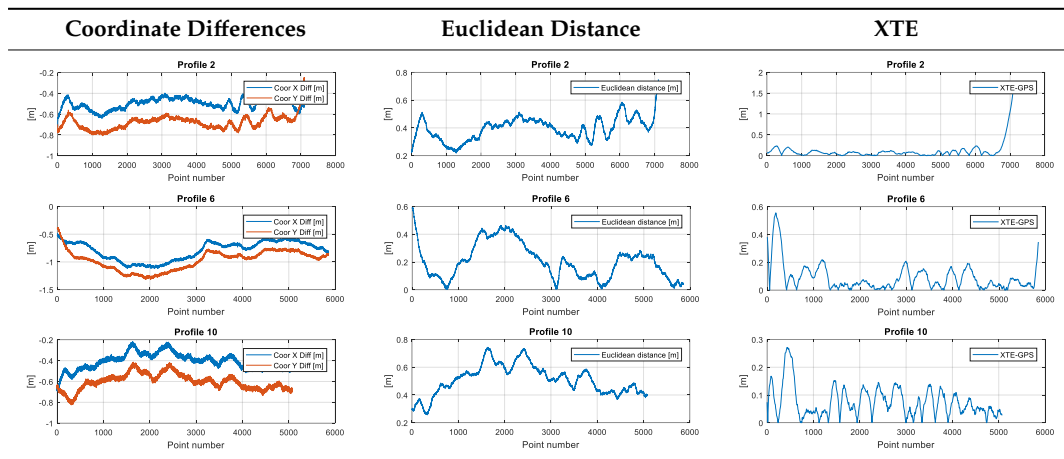 Coordinate Differences Euclidean Distance XTE
Profile 2
-0.2
-0.4
-0.6
-0.8
-1
[m]
Coor X Diff [m]
Coor Y Diff [m]
0 1000 2000 3000 4000 5000 6000 7000 8000
Point number
Profile 2
0.8
0.6
0.4
0.2
[m]
Euclidean distance [m]
0 1000 2000 3000 4000 5000 6000 7000 8000
Point number
Profile 2
2
1.5
1
0.5
0
[m]
XTE-GPS
0 1000 2000 3000 4000 5000 6000 7000 8000
Point number
Profile 6
0
-0.5
-1
-1.5
[m]
Coor X Diff [m]
Coor Y Diff [m]
0 1000 2000 3000 4000 5000 6000
Point number
Profile 6
0.6
0.4
0.2
0
[m]
Euclidean distance [m]
0 1000 2000 3000 4000 5000 6000
Point number
Profile 6
0.6
0.4
0.2
0
[m]
XTE-GPS
0 1000 2000 3000 4000 5000 6000
Point number
Profile 10
-0.2
-0.4
-0.6
-0.8
-1
[m]
Coor X Diff [m]
Coor Y Diff [m]
0 1000 2000 3000 4000 5000 6000
Point number
Profile 10
0.8
0.6
0.4
0.2
[m]
Euclidean distance [m]
0 1000 2000 3000 4000 5000 6000
Point number
Profile 10
0.3
0.2
0.1
0
[m]
XTE-GPS
0 1000 2000 3000 4000 5000 6000
Point number